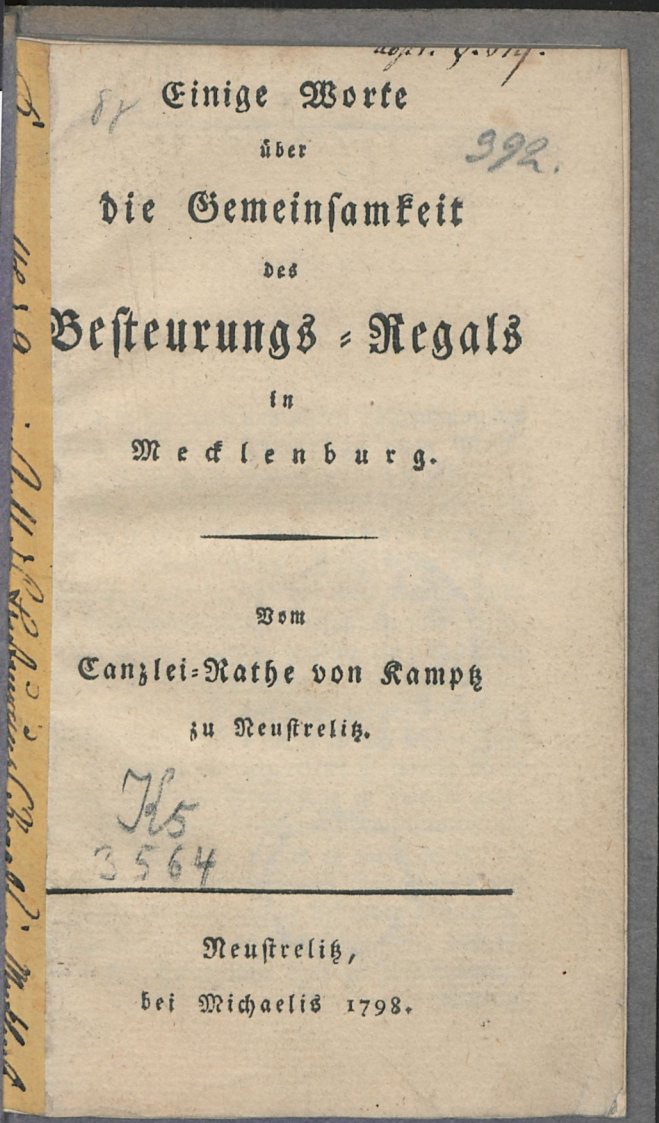 Einige Worte
392.
über
die Gemeinſamkeit
des
Beſteurungs = Regals
in
Mecklenburg.
Vom
Canzlei=Rathe von Kamptz
zu Neuſtrelitz.
K5
3564
Neuſtrelitz,
bei Michaelis 1798.